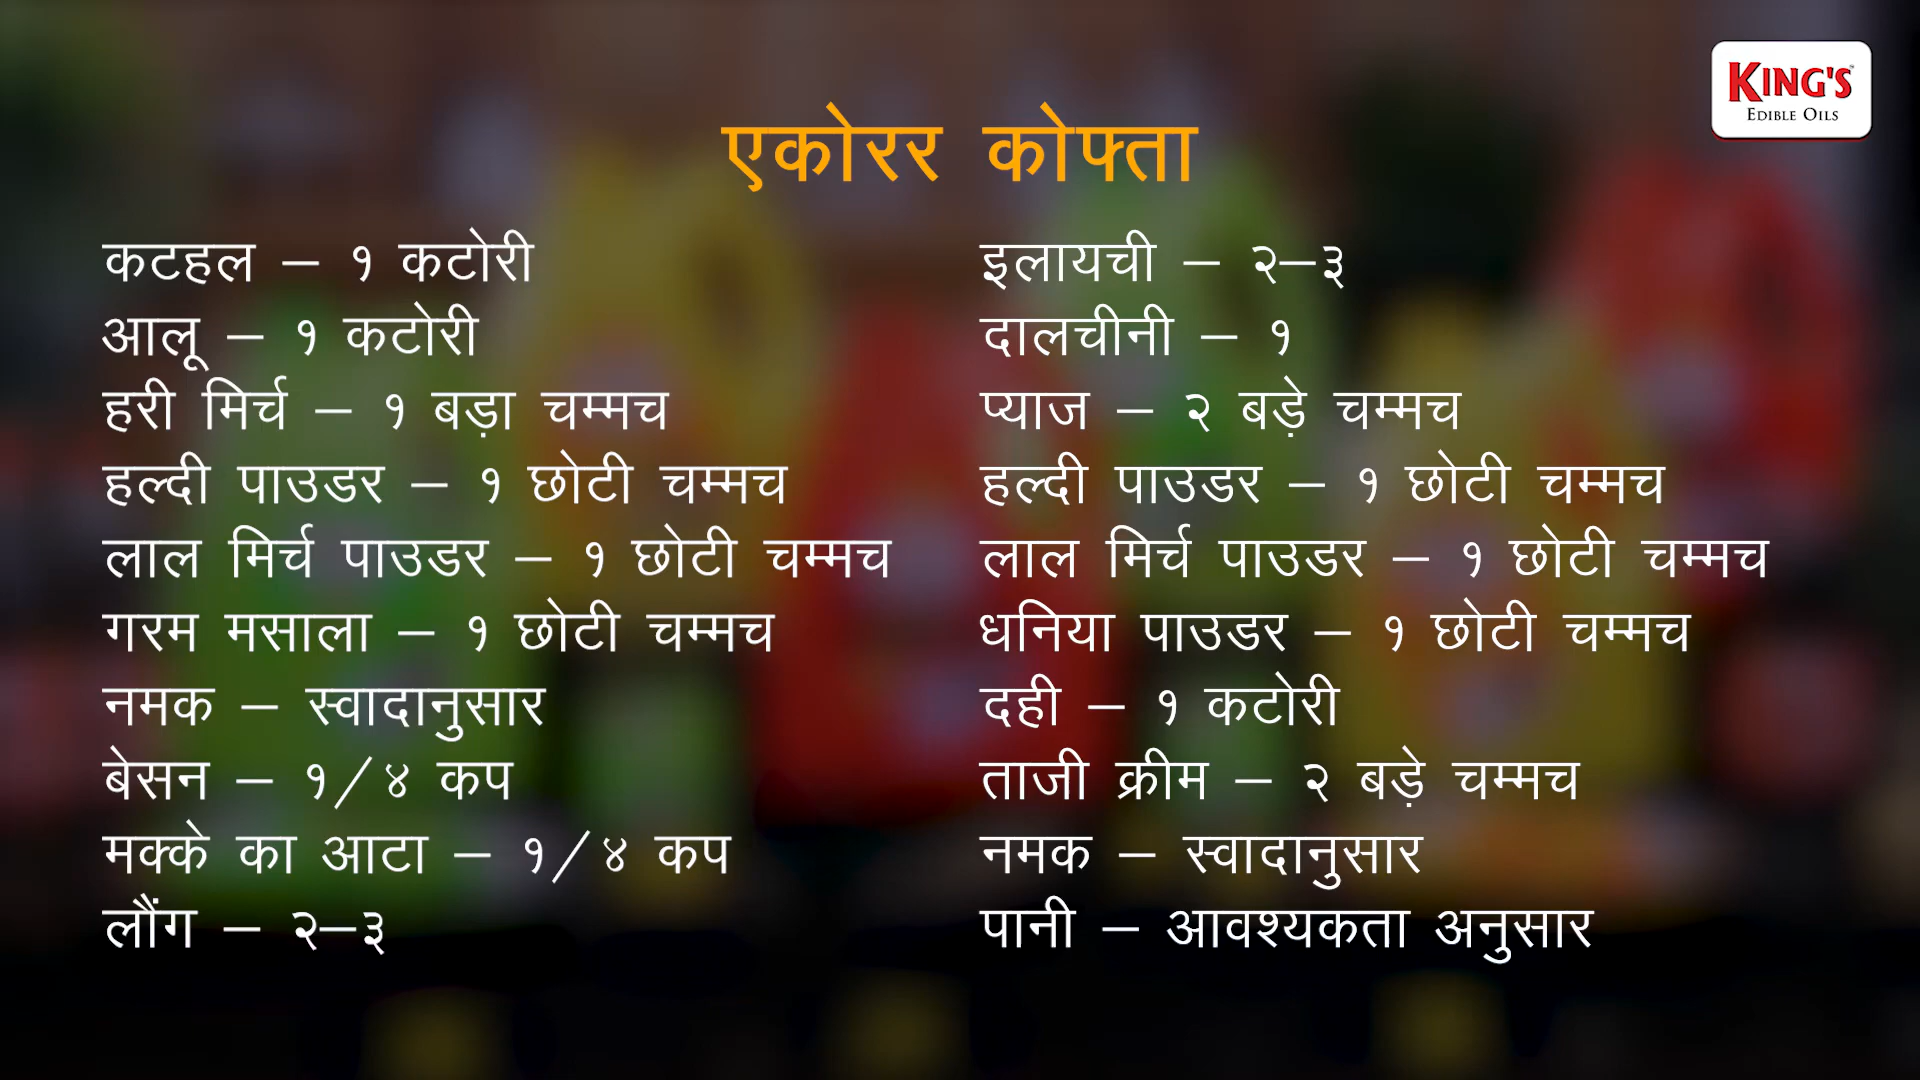 KING'S
EDIBLE OILS
एकोरर कोफ्ता
कटहल – १ कटोरी
आलू – १ कटोरी
हरी मिर्च – १ बड़ा चम्मच
हल्दी पाउडर – १ छोटी चम्मच
लाल मिर्च पाउडर – १ छोटी चम्मच
गरम मसाला – १ छोटी चम्मच
नमक – स्वादानुसार
बेसन – १/४ कप
मक्के का आटा – १/४ कप
लौंग – २–३
इलायची – २–३
दालचीनी – १
प्याज – २ बड़े चम्मच
हल्दी पाउडर – १ छोटी चम्मच
लाल मिर्च पाउडर – १ छोटी चम्मच
धनिया पाउडर – १ छोटी चम्मच
दही – १ कटोरी
ताजी क्रीम – २ बड़े चम्मच
नमक – स्वादानुसार
पानी – आवश्यकता अनुसार